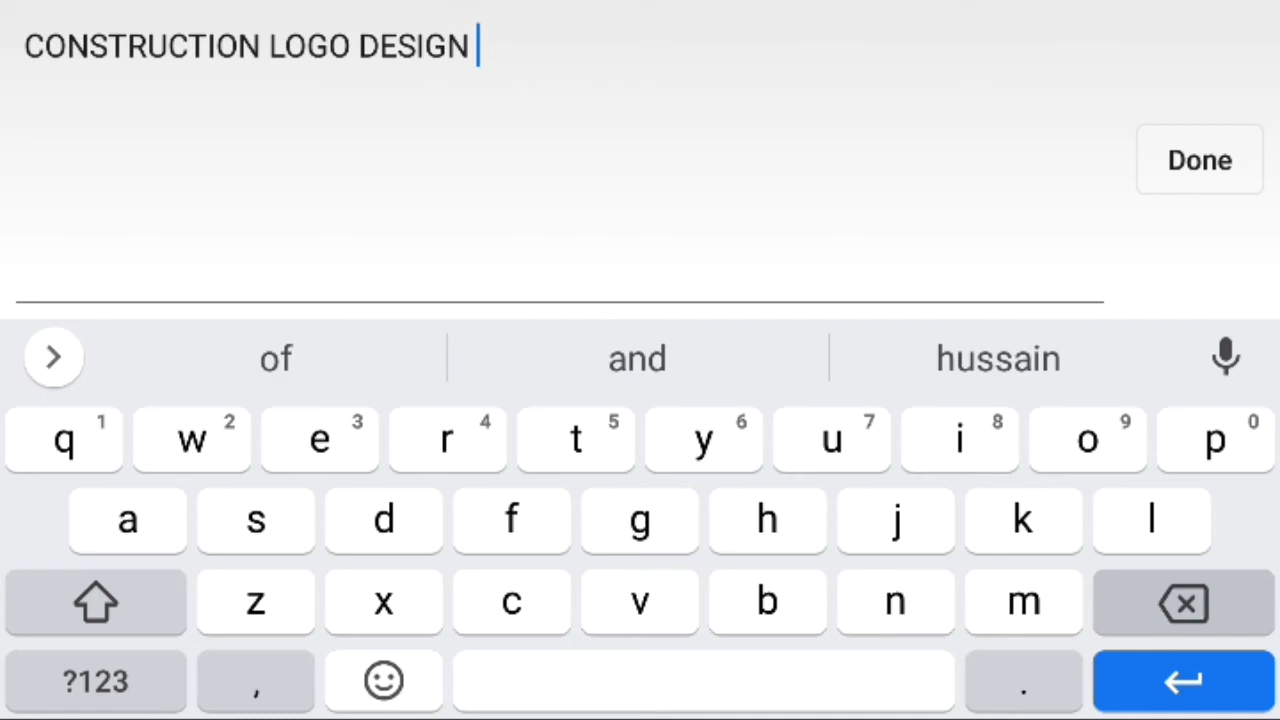 CONSTRUCTION LOGO DESIGN
Done
of and hussain
q 1 w 2 e 3 r 4 t 5 y 6 u 7 i 8 o 9 p 0
a s d f g h j k l
z x c v b n m
?123 , .